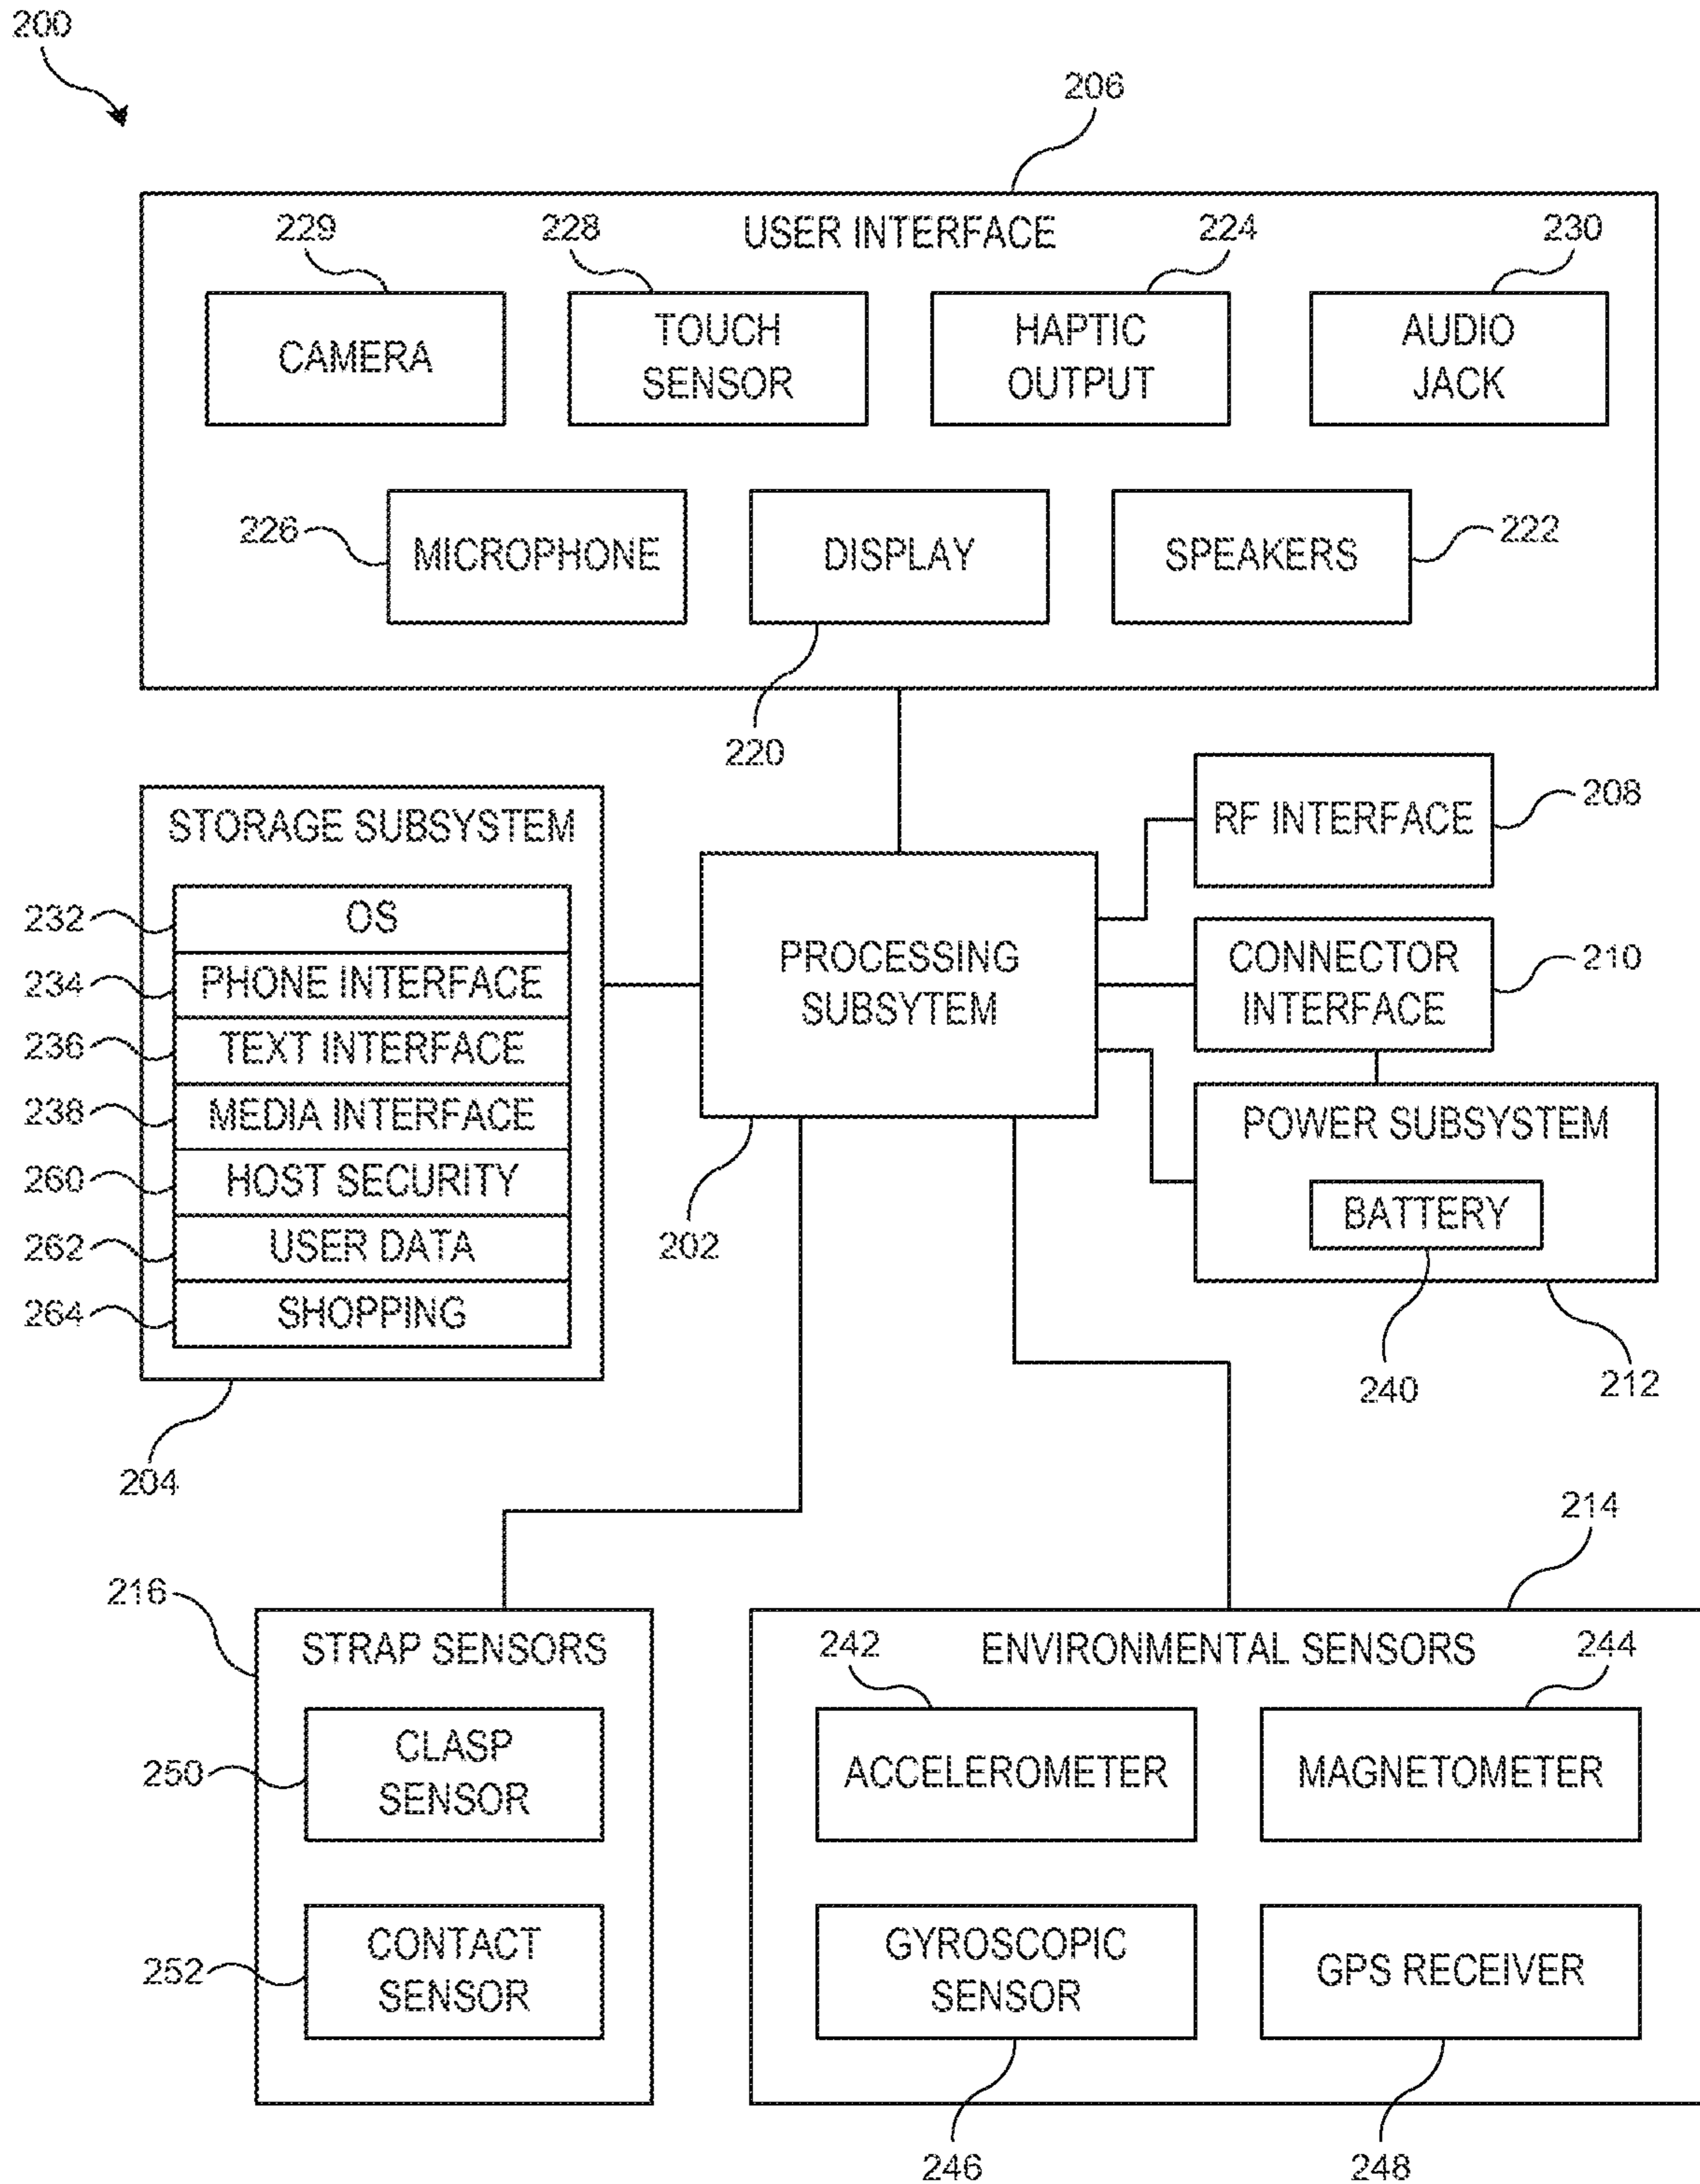 200
206
USER INTERFACE
229
228
224
230
CAMERA
TOUCH
SENSOR
HAPTIC
OUTPUT
AUDIO
JACK
226
MICROPHONE
DISPLAY
SPEAKERS
222
220
STORAGE SUBSYSTEM
232
OS
234
PHONE INTERFACE
236
TEXT INTERFACE
238
MEDIA INTERFACE
260
HOST SECURITY
262
USER DATA
264
SHOPPING
204
PROCESSING
SUBSYTEM
202
RF INTERFACE
208
CONNECTOR
INTERFACE
210
POWER SUBSYSTEM
BATTERY
240
212
216
STRAP SENSORS
250
CLASP
SENSOR
252
CONTACT
SENSOR
214
242
ENVIRONMENTAL SENSORS
244
ACCELEROMETER
MAGNETOMETER
GYROSCOPIC
SENSOR
GPS RECEIVER
246
248